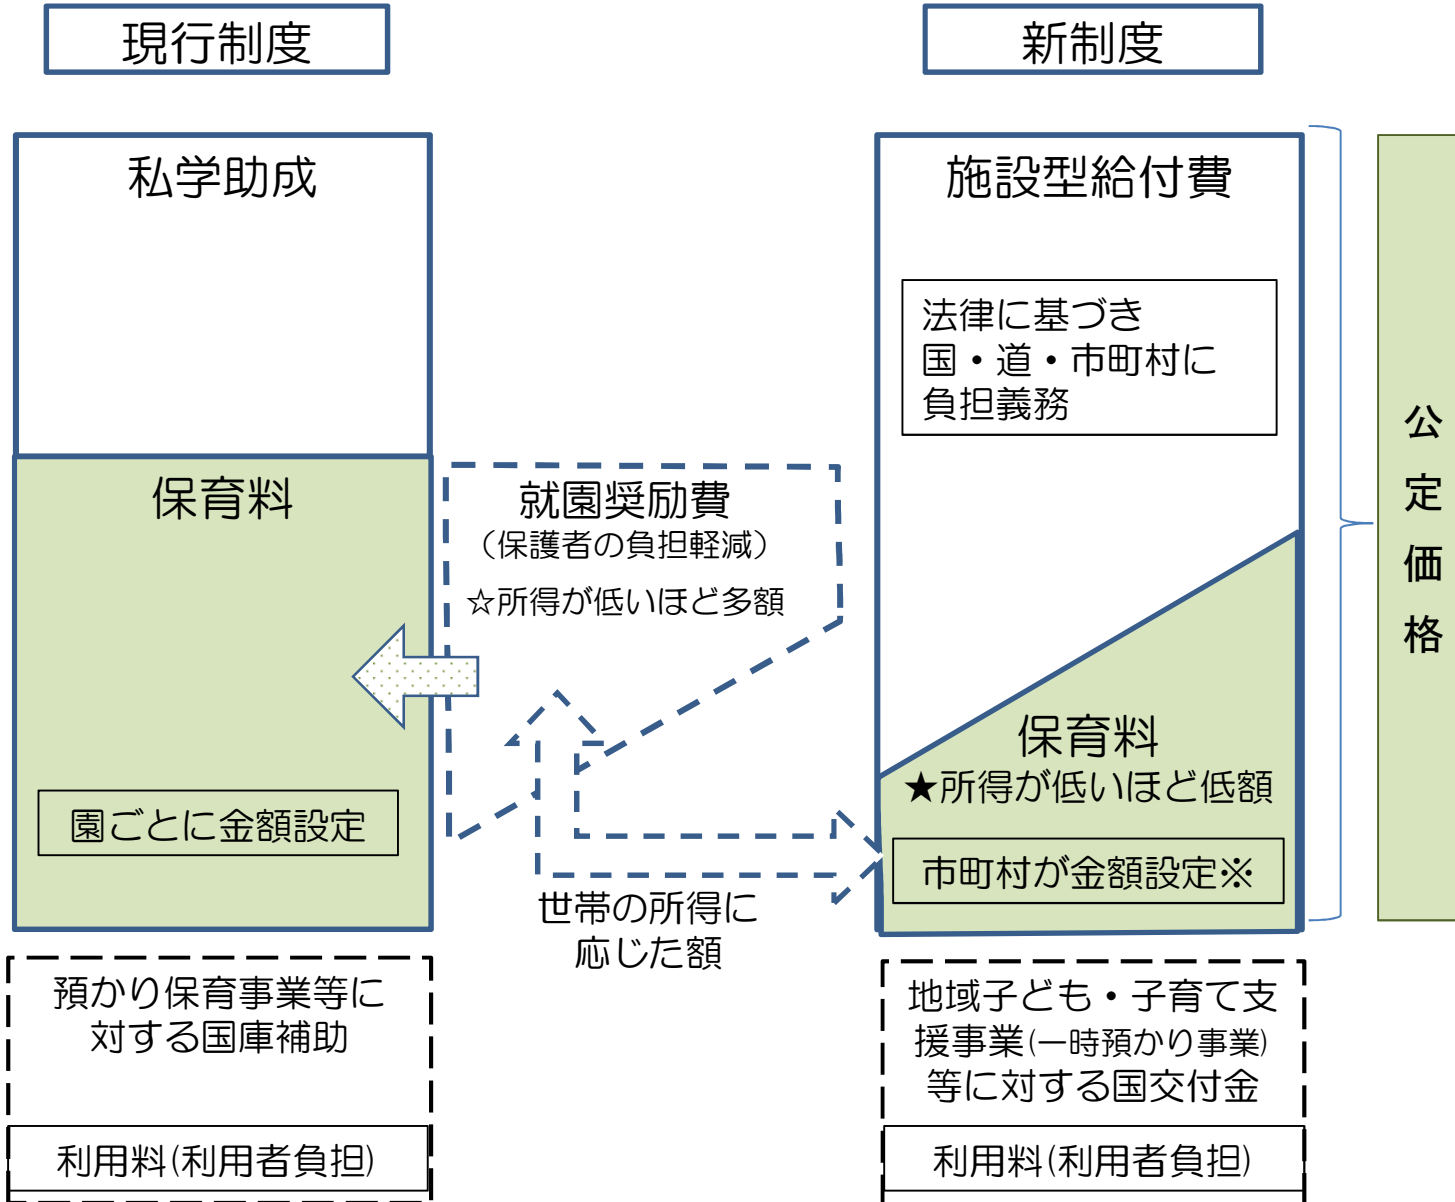 現行制度
新制度
私学助成
保育料
園ごとに金額設定
就園奨励費
（保護者の負担軽減）
☆所得が低いほど多額
世帯の所得に
応じた額
施設型給付費
法律に基づき
国・道・市町村に
負担義務
保育料
★所得が低いほど低額
市町村が金額設定※
公定価格
預かり保育事業等に
対する国庫補助
利用料(利用者負担)
地域子ども・子育て支
援事業(一時預かり事業)
等に対する国交付金
利用料(利用者負担)